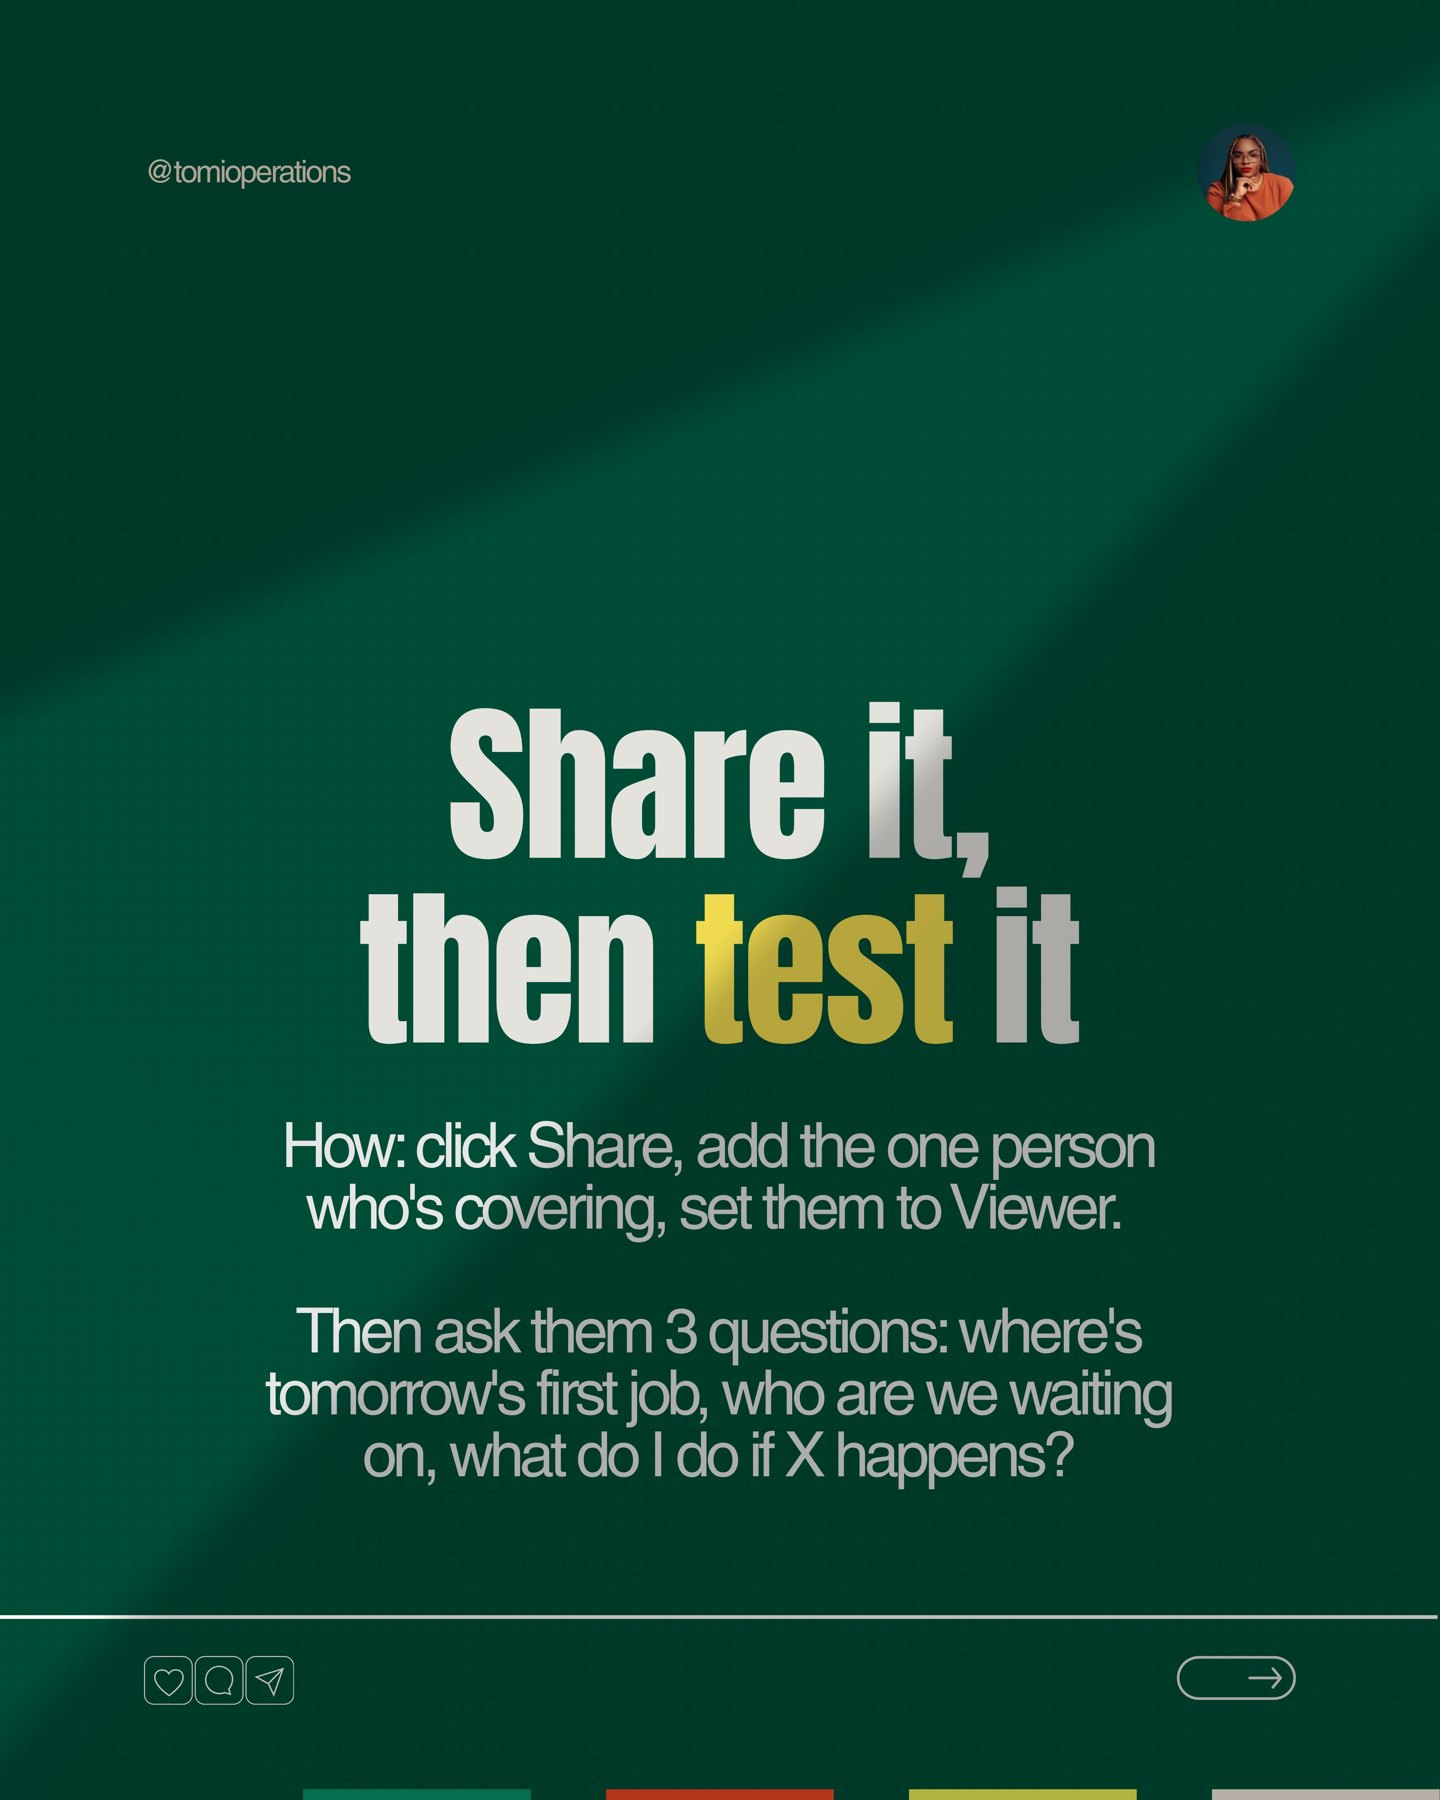 @tomioperations
Share it,
then test it
How: click Share, add the one person
who's covering, set them to Viewer.
Then ask them 3 questions: where's
tomorrow's first job, who are we waiting
on, what do I do if X happens?